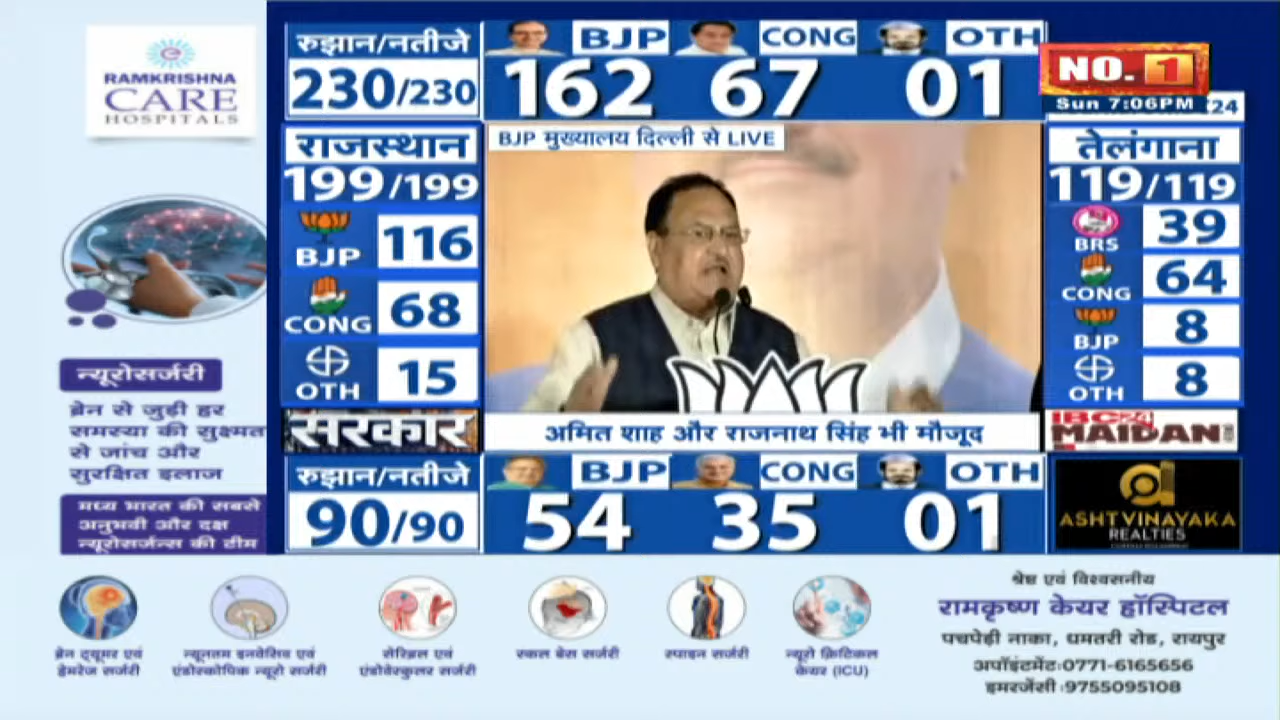 RAMKRISHNA
CARE
HOSPITALS
न्यूरोसर्जरी
ब्रेन से जुड़ी हर
समस्या की सुक्ष्मत
से जांच और
सुरक्षित इलाज
मध्य भारत की सबसे
अनुभवी और दक्ष
न्यूरोसर्जन्स की टीम
रुझान/नतीजे
230/230
BJP CONG OTH
162 67 01
NO. 1
Sun 7:06PM
24
राजस्थान
199/199
BJP 116
CONG 68
OTH 15
सरकार
BJP मुख्यालय दिल्ली से LIVE
अमित शाह और राजनाथ सिंह भी मौजूद
तेलंगाना
119/119
BRS 39
CONG 64
BJP 8
OTH 8
IBC24
MAIDAN
रुझान/नतीजे
90/90
BJP CONG OTH
54 35 01
ASHTVINAYAKA
REALTIES
ब्रेन ट्यूमर एवं
हेमरेज सर्जरी
न्यूनतम इनवेसिव एवं
एंडोस्कोपिक न्यूरो सर्जरी
सेरिब्रल एवं
एंडोवेस्कुलर सर्जरी
स्कल बेस सर्जरी
स्पाइन सर्जरी
न्यूरो क्रिटिकल
केयर (ICU)
श्रेष्ठ एवं विश्वसनीय
रामकृष्ण केयर हॉस्पिटल
पचपेढ़ी नाका, धमतरी रोड, रायपुर
अपॉइंटमेंट:0771-6165656
इमरजेंसी:9755095108